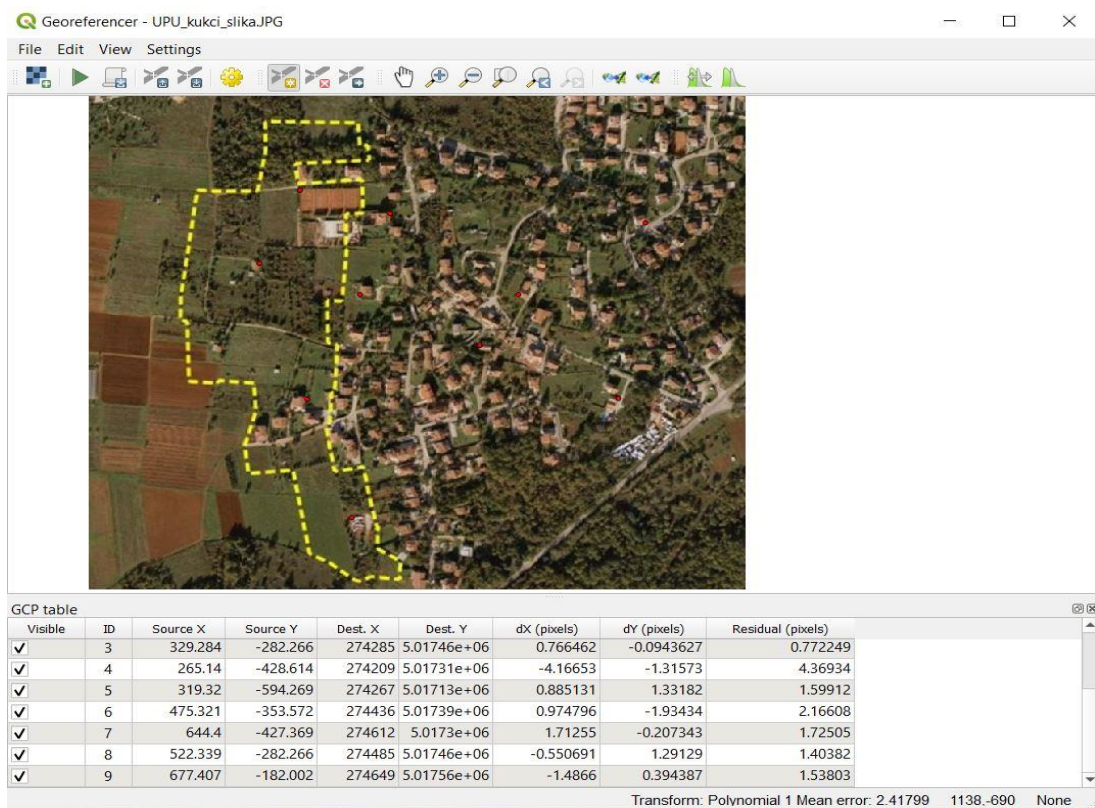 Georeferencer - UPU_kukci_slika.JPG
File Edit View Settings
GCP table
Visible ID Source X Source Y Dest. X Dest. Y dX (pixels) dY (pixels) Residual (pixels)
3 329.284 -282.266 274285 5.01746e+06 0.766462 -0.0943627 0.772249
4 265.14 -428.614 274209 5.01731e+06 -4.16653 -1.31573 4.36934
5 319.32 -594.269 274267 5.01713e+06 0.885131 1.33182 1.59912
6 475.321 -353.572 274436 5.01739e+06 0.974796 -1.93434 2.16608
7 644.4 -427.369 274612 5.0173e+06 1.71255 -0.207343 1.72505
8 522.339 -282.266 274485 5.01746e+06 -0.550691 1.29129 1.40382
9 677.407 -182.002 274649 5.01756e+06 -1.4866 0.394387 1.53803
Transform: Polynomial 1 Mean error: 2.41799 1138,-690 None